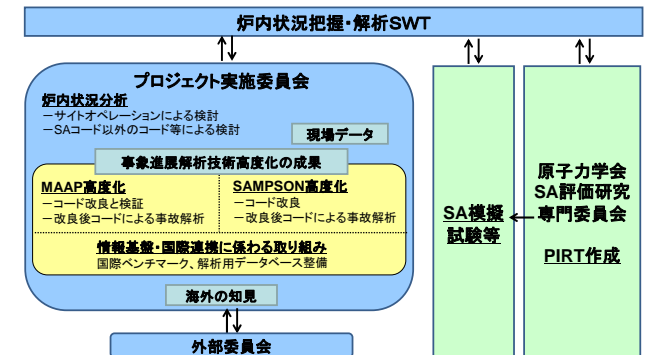 炉内状況把握・解析SWT
プロジェクト実施委員会
炉内状況分析
－サイトオペレーションによる検討
－SAコード以外のコード等による検討
現場データ
事象進展解析技術高度化の成果
MAAP高度化
－コード改良と検証
－改良後コードによる事故解析
SAMPSON高度化
－コード改良
－改良後コードによる事故解析
情報基盤・国際連携に係わる取り組み
国際ベンチマーク、解析用データベース整備
海外の知見
外部委員会
SA模擬
試験等
原子力学会
SA評価研究
専門委員会
PIRT作成